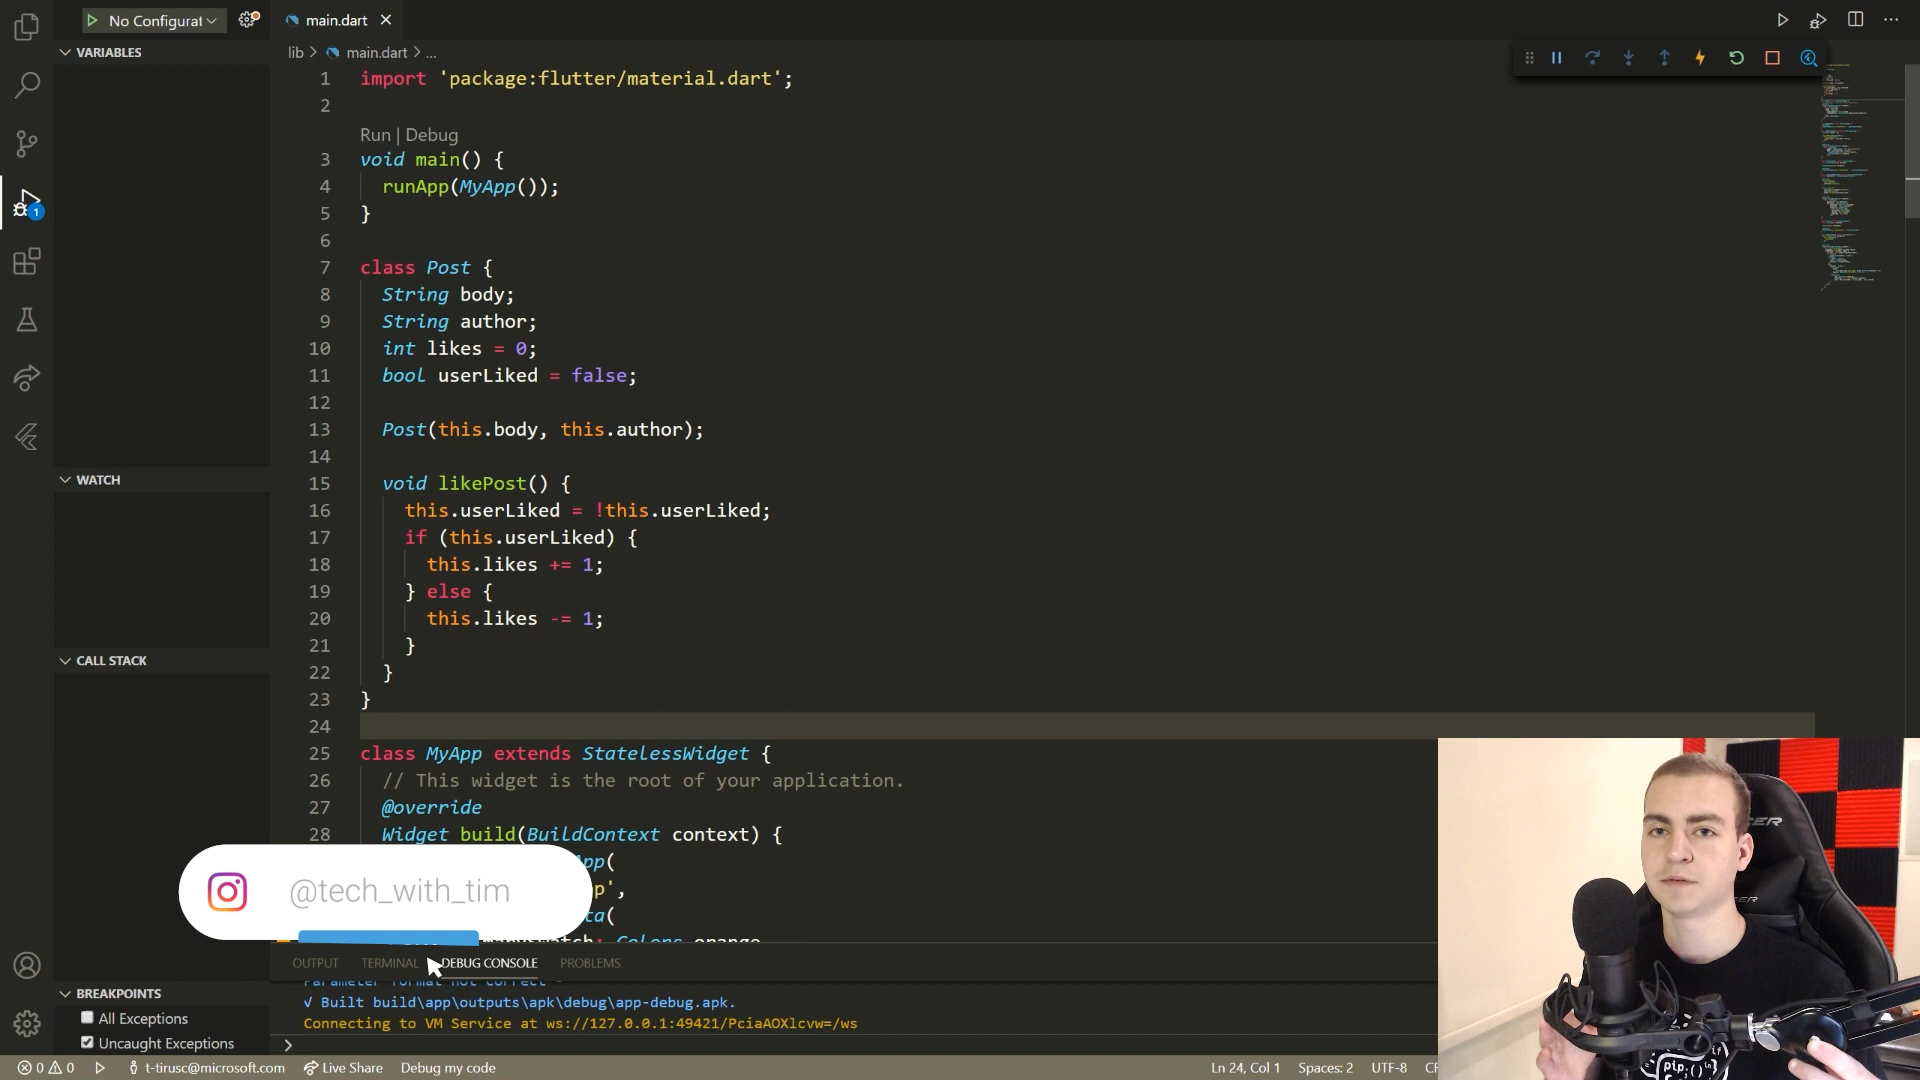 No Configurat
main.dart
VARIABLES
lib > main.dart > ...
1 import 'package:flutter/material.dart';
2
Run | Debug
3 void main() {
4 runApp(MyApp());
5 }
6
7 class Post {
8 String body;
9 String author;
10 int likes = 0;
11 bool userLiked = false;
12
13 Post(this.body, this.author);
14
15 void likePost() {
16 this.userLiked = !this.userLiked;
17 if (this.userLiked) {
18 this.likes += 1;
19 } else {
20 this.likes -= 1;
21 }
22 }
23 }
24
25 class MyApp extends StatelessWidget {
26 // This widget is the root of your application.
27 @override
28 Widget build(BuildContext context) {
1
WATCH
CALL STACK
@tech_with_tim
OUTPUT
TERMINAL
DEBUG CONSOLE
PROBLEMS
Parameter format not correct -
√ Built build\app\outputs\apk\debug\app-debug.apk.
Connecting to VM Service at ws://127.0.0.1:49421/PciaAOXlcvw=/ws
>
BREAKPOINTS
All Exceptions
Uncaught Exceptions
0 0
t-tirusc@microsoft.com
Live Share
Debug my code
Ln 24, Col 1
Spaces: 2
UTF-8